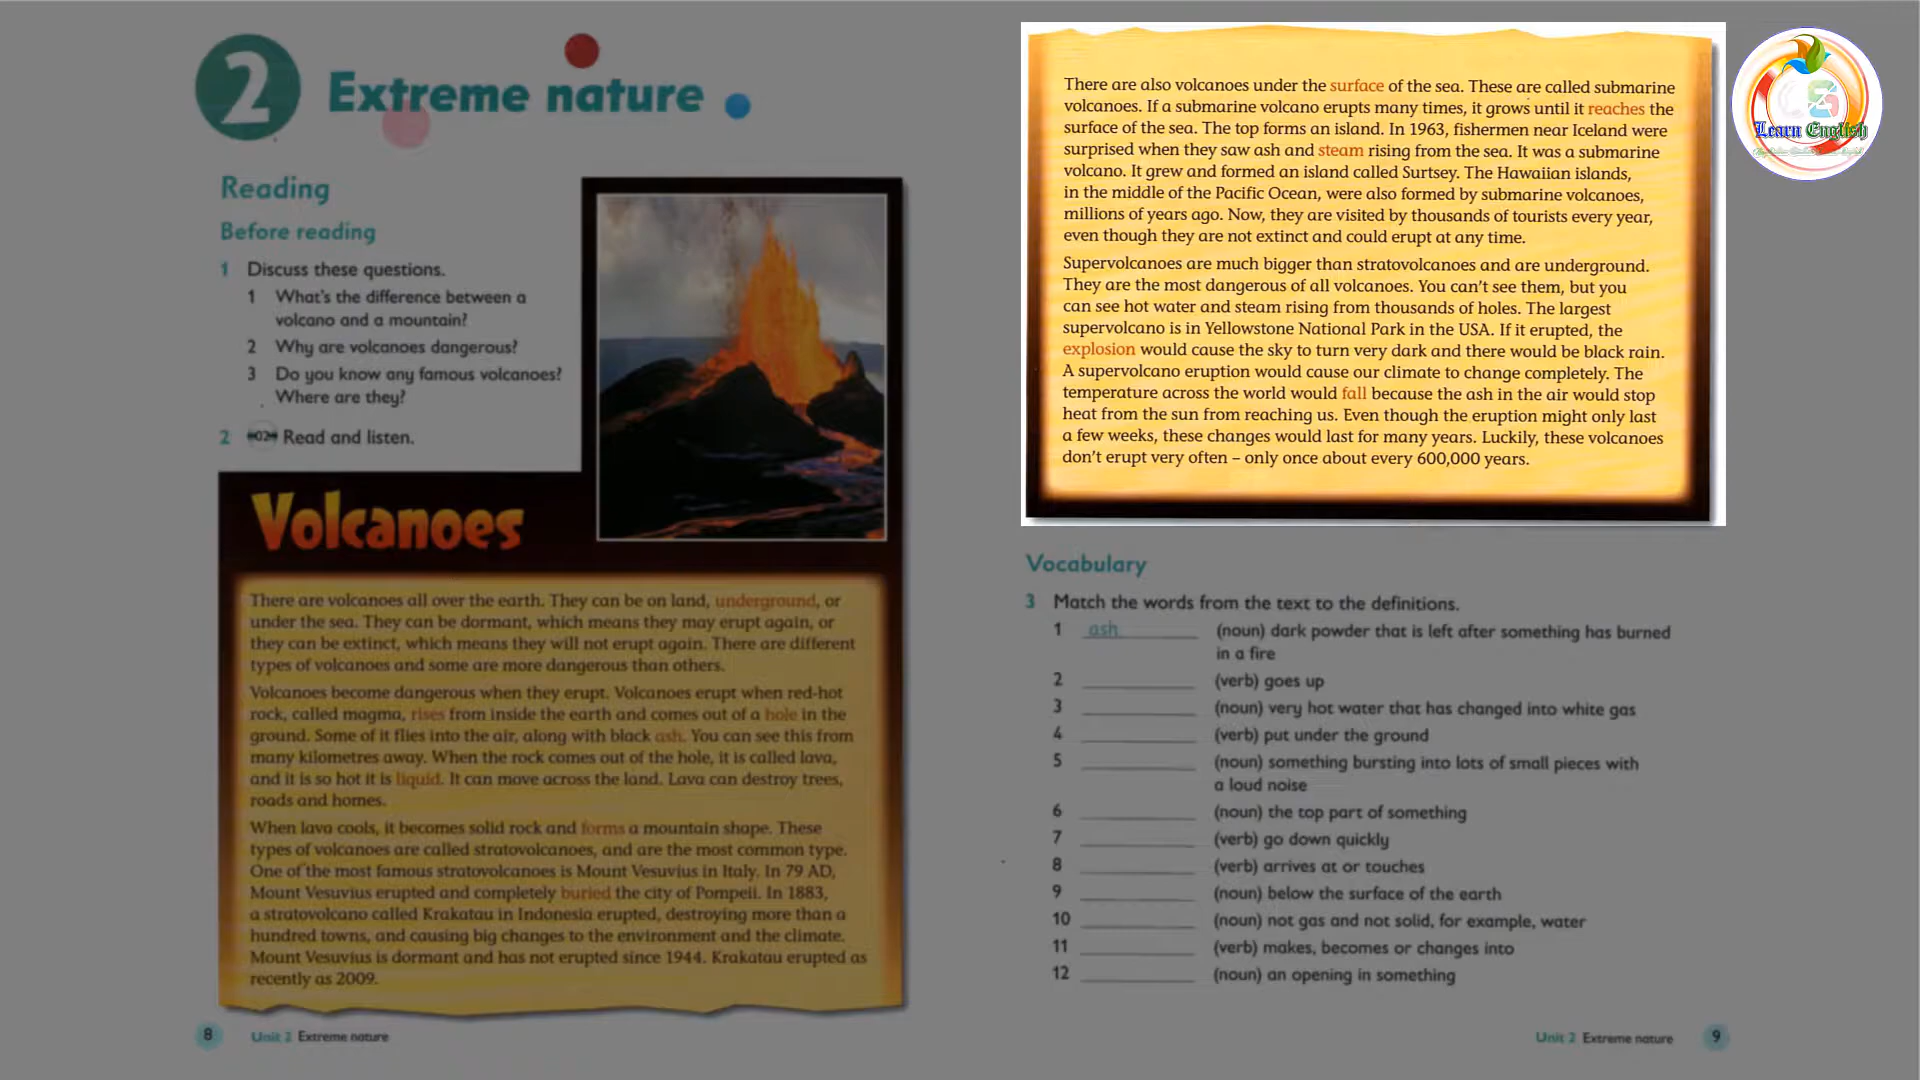 2
Extreme nature
Reading
Before reading
1 Discuss these questions.
1 What's the difference between a
volcano and a mountain?
2 Why are volcanoes dangerous?
3 Do you know any famous volcanoes?
Where are they?
2 02 Read and listen.
Volcanoes
There are volcanoes all over the earth. They can be on land, underground, or
under the sea. They can be dormant, which means they may erupt again, or
they can be extinct, which means they will not erupt again. There are different
types of volcanoes and some are more dangerous than others.
Volcanoes become dangerous when they erupt. Volcanoes erupt when red-hot
rock, called magma, rises from inside the earth and comes out of a hole in the
ground. Some of it flies into the air, along with black ash. You can see this from
many kilometres away. When the rock comes out of the hole, it is called lava,
and it is so hot it is liquid. It can move across the land. Lava can destroy trees,
roads and homes.
When lava cools, it becomes solid rock and forms a mountain shape. These
types of volcanoes are called stratovolcanoes, and are the most common type.
One of the most famous stratovolcanoes is Mount Vesuvius in Italy. In 79 AD,
Mount Vesuvius erupted and completely buried the city of Pompeii. In 1883,
a stratovolcano called Krakatau in Indonesia erupted, destroying more than a
hundred towns, and causing big changes to the environment and the climate.
Mount Vesuvius is dormant and has not erupted since 1944. Krakatau erupted as
recently as 2009.
8 Unit 2 Extreme nature
There are also volcanoes under the surface of the sea. These are called submarine
volcanoes. If a submarine volcano erupts many times, it grows until it reaches the
surface of the sea. The top forms an island. In 1963, fishermen near Iceland were
surprised when they saw ash and steam rising from the sea. It was a submarine
volcano. It grew and formed an island called Surtsey. The Hawaiian islands,
in the middle of the Pacific Ocean, were also formed by submarine volcanoes,
millions of years ago. Now, they are visited by thousands of tourists every year,
even though they are not extinct and could erupt at any time.
Supervolcanoes are much bigger than stratovolcanoes and are underground.
They are the most dangerous of all volcanoes. You can't see them, but you
can see hot water and steam rising from thousands of holes. The largest
supervolcano is in Yellowstone National Park in the USA. If it erupted, the
explosion would cause the sky to turn very dark and there would be black rain.
A supervolcano eruption would cause our climate to change completely. The
temperature across the world would fall because the ash in the air would stop
heat from the sun from reaching us. Even though the eruption might only last
a few weeks, these changes would last for many years. Luckily, these volcanoes
don't erupt very often – only once about every 600,000 years.
Learn English
Vocabulary
3 Match the words from the text to the definitions.
1 ash (noun) dark powder that is left after something has burned
in a fire
2 (verb) goes up
3 (noun) very hot water that has changed into white gas
4 (verb) put under the ground
5 (noun) something bursting into lots of small pieces with
a loud noise
6 (noun) the top part of something
7 (verb) go down quickly
8 (verb) arrives at or touches
9 (noun) below the surface of the earth
10 (noun) not gas and not solid, for example, water
11 (verb) makes, becomes or changes into
12 (noun) an opening in something
Unit 2 Extreme nature 9